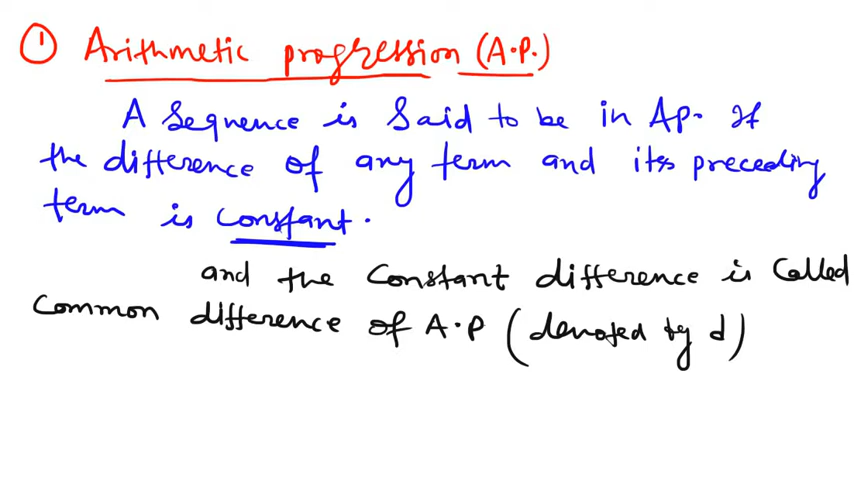 ① Arithmetic progression (A.P.)
A Sequence is Said to be in AP. If
the difference of any term and its preceding
term is constant.
and the Constant difference is Called
Common difference of A.P (denoted by d)